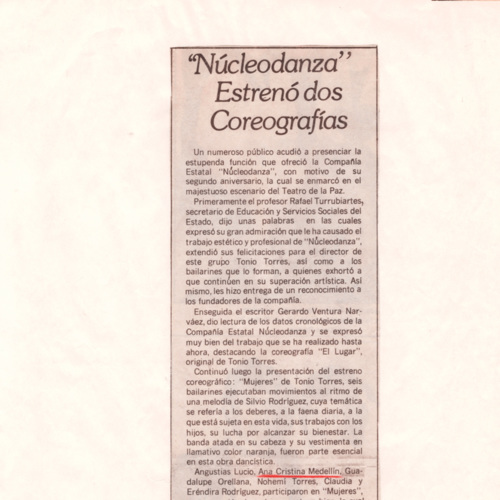 “Núcleodanza”
Estrenó dos
Coreografías
Un numeroso público acudió a presenciar la
estupenda función que ofreció la Compañía
Estatal “Núcleodanza”, con motivo de su
segundo aniversario, la cual se enmarcó en el
majestuoso escenario del Teatro de la Paz.
Primeramente el profesor Rafael Turrubiartes,
secretario de Educación y Servicios Sociales del
Estado, dijo unas palabras en las cuales
expresó su gran admiración que le ha causado el
trabajo estético y profesional de “Núcleodanza”,
extendió sus felicitaciones para el director de
este grupo Tonio Torres, así como a los
bailarines que lo forman, a quienes exhortó a
que continúen en su superación artística. Así
mismo, les hizo entrega de un reconocimiento a
los fundadores de la compañía.
Enseguida el escritor Gerardo Ventura Nar-
váez, dio lectura de los datos cronológicos de la
Compañía Estatal Núcleodanza y se expresó
muy bien del trabajo que se ha realizado hasta
ahora, destacando la coreografía “El Lugar”,
original de Tonio Torres.
Continuó luego la presentación del estreno
coreográfico: “Mujeres” de Tonio Torres, seis
bailarines ejecutaban movimientos al ritmo de
una melodía de Silvio Rodríguez, cuya temática
se refería a los deberes, a la faena diaria, a la
que está sujeta en esta vida, sus trabajos con los
hijos, su lucha por alcanzar su bienestar. La
banda atada en su cabeza y su vestimenta en
llamativo color naranja, fueron parte esencial
en esta obra dancística.
Angustias Lucio, Ana Cristina Medellín, Gua-
dalupe Orellana, Nohemí Torres, Claudia y
Eréndira Rodríguez, participaron en “Mujeres”,